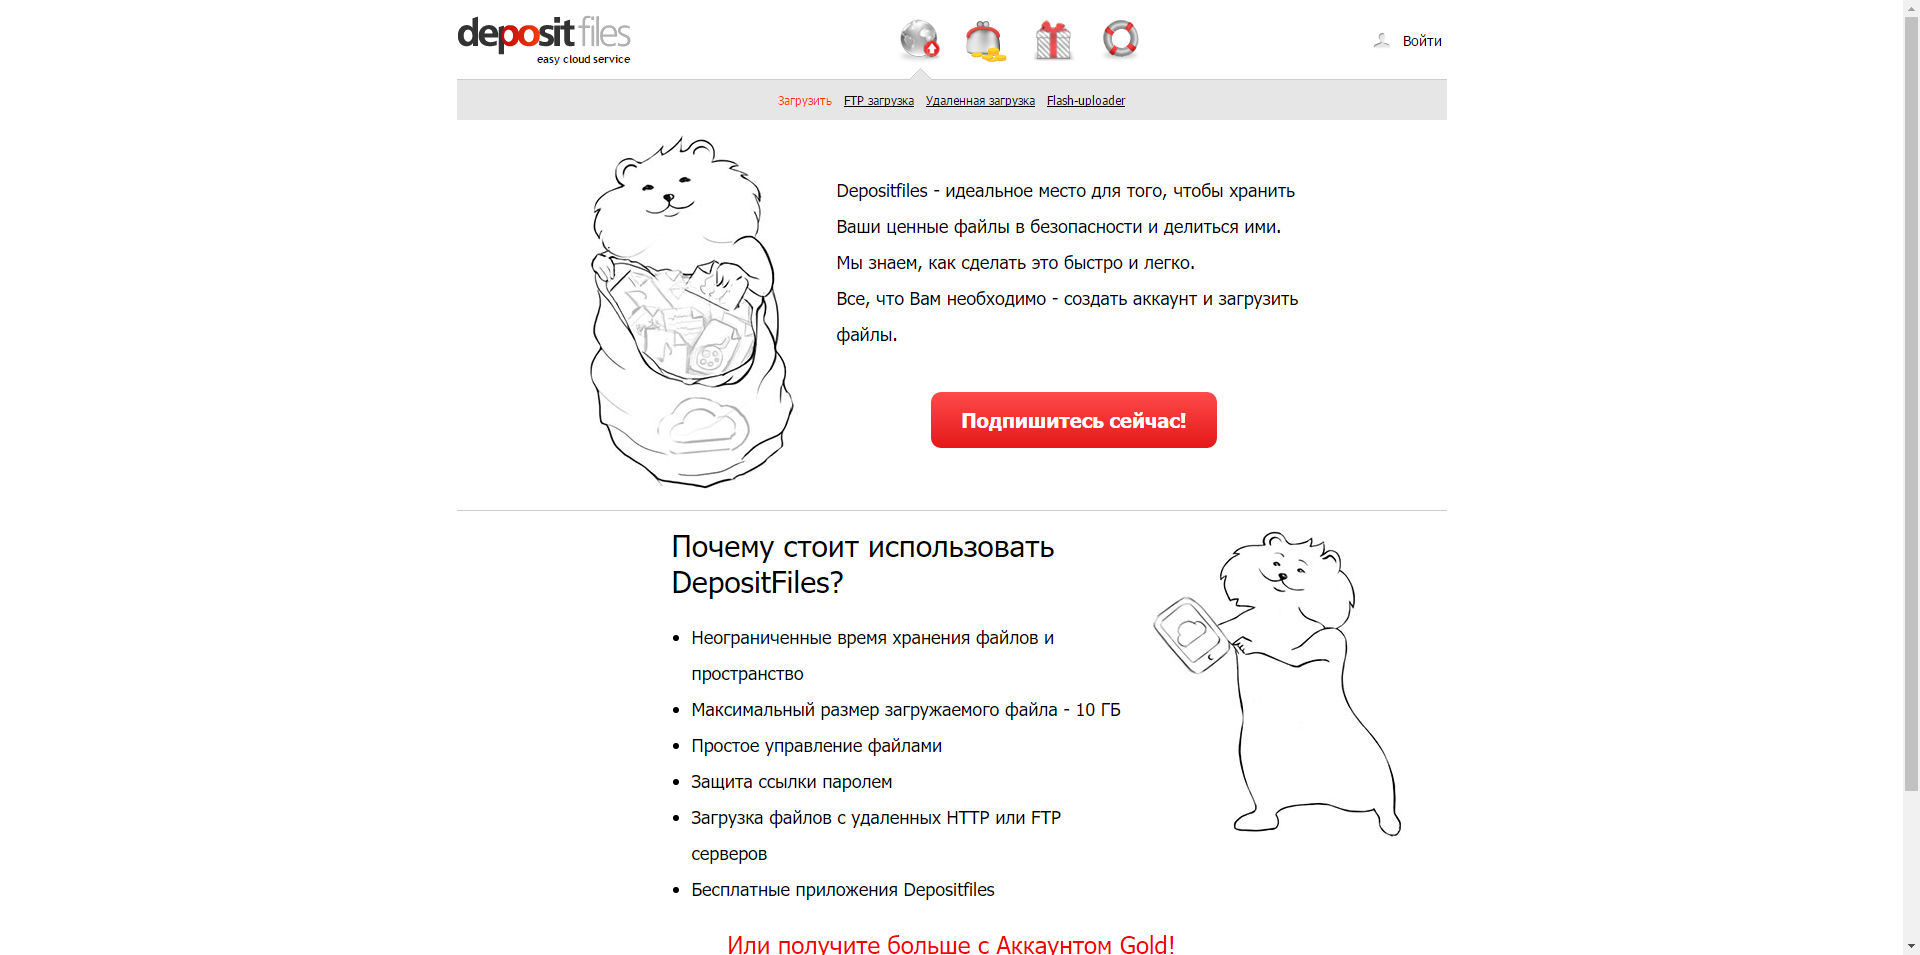 depositfiles
easy cloud service
Войти
Загрузить FTP загрузка Удаленная загрузка Flash-uploader
Depositfiles - идеальное место для того, чтобы хранить
Ваши ценные файлы в безопасности и делиться ими.
Мы знаем, как сделать это быстро и легко.
Все, что Вам необходимо - создать аккаунт и загрузить
файлы.
Подпишитесь сейчас!
Почему стоит использовать
DepositFiles?
Неограниченные время хранения файлов и
пространство
Максимальный размер загружаемого файла - 10 ГБ
Простое управление файлами
Защита ссылки паролем
Загрузка файлов с удаленных HTTP или FTP
серверов
Бесплатные приложения Depositfiles
Или получите больше с Аккаунтом Gold!